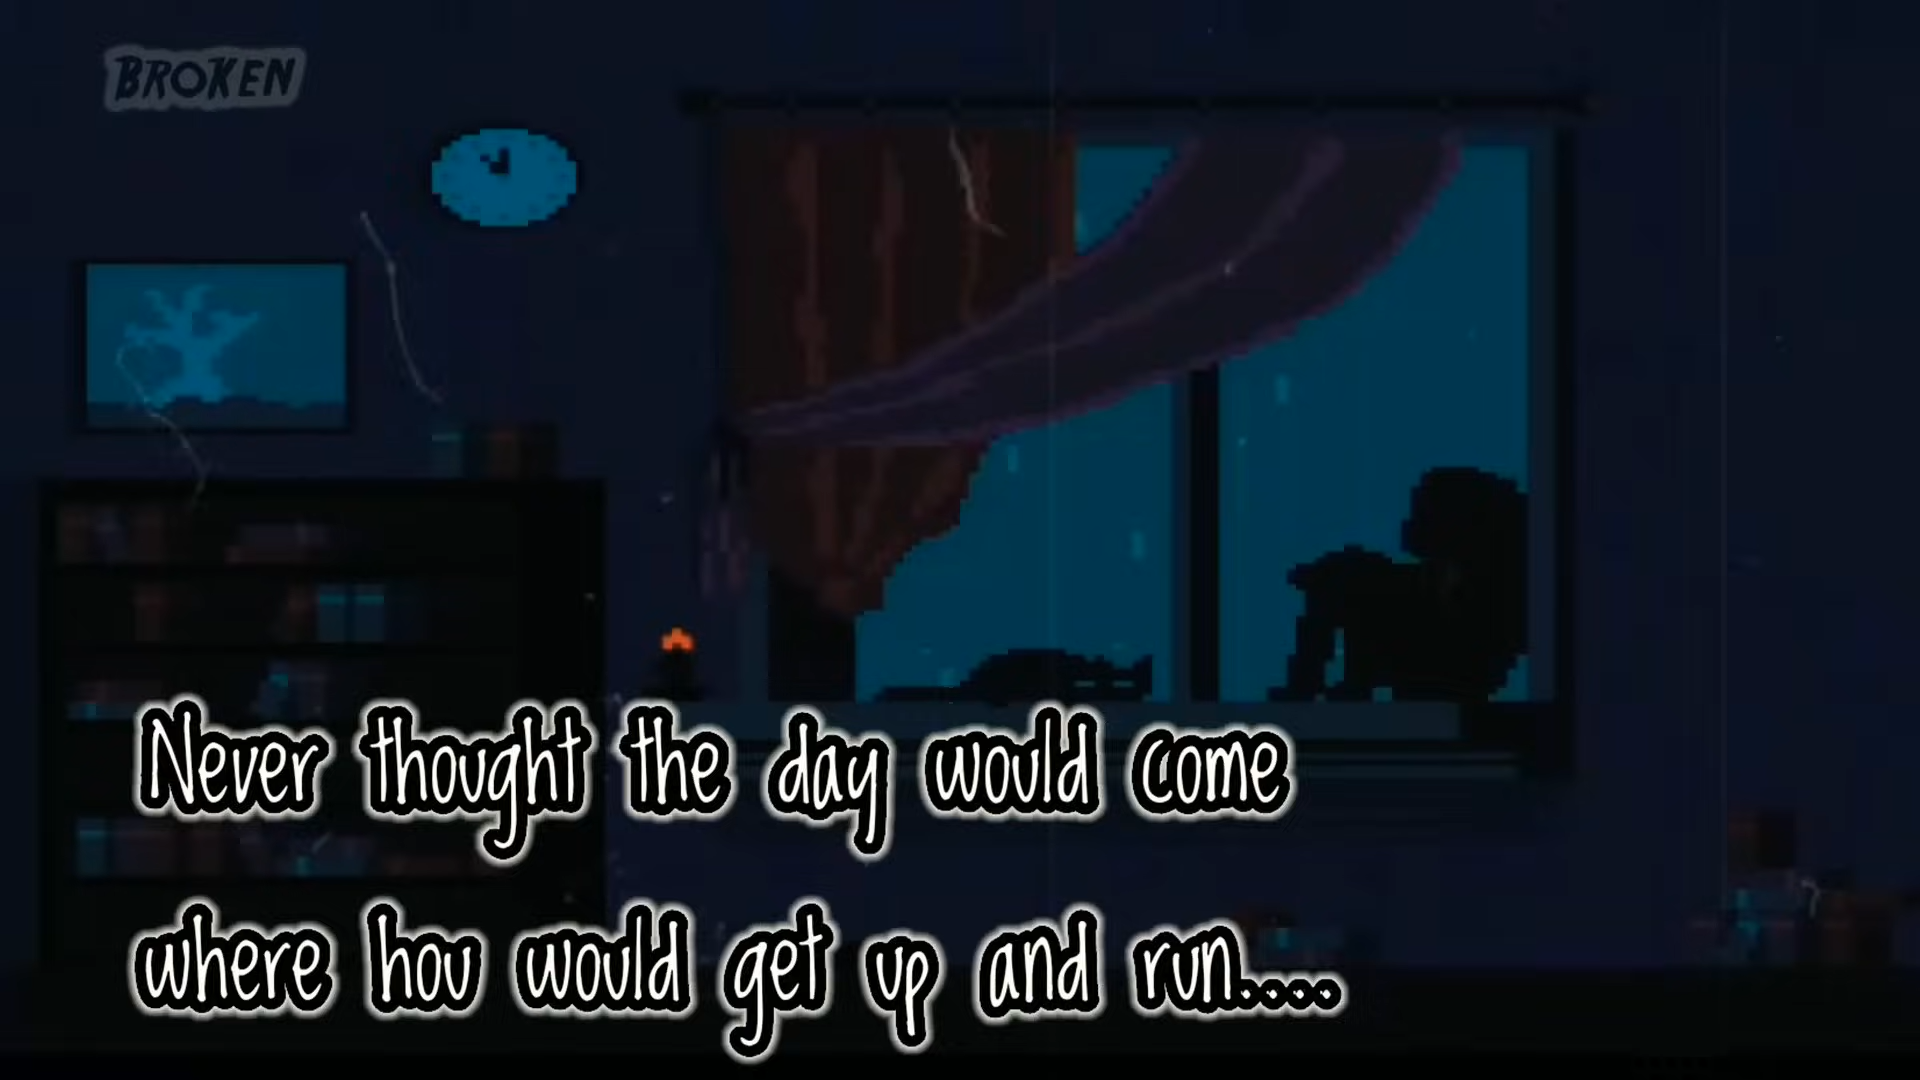 BROKEN
Never thought the day would come
where hou would get up and run....